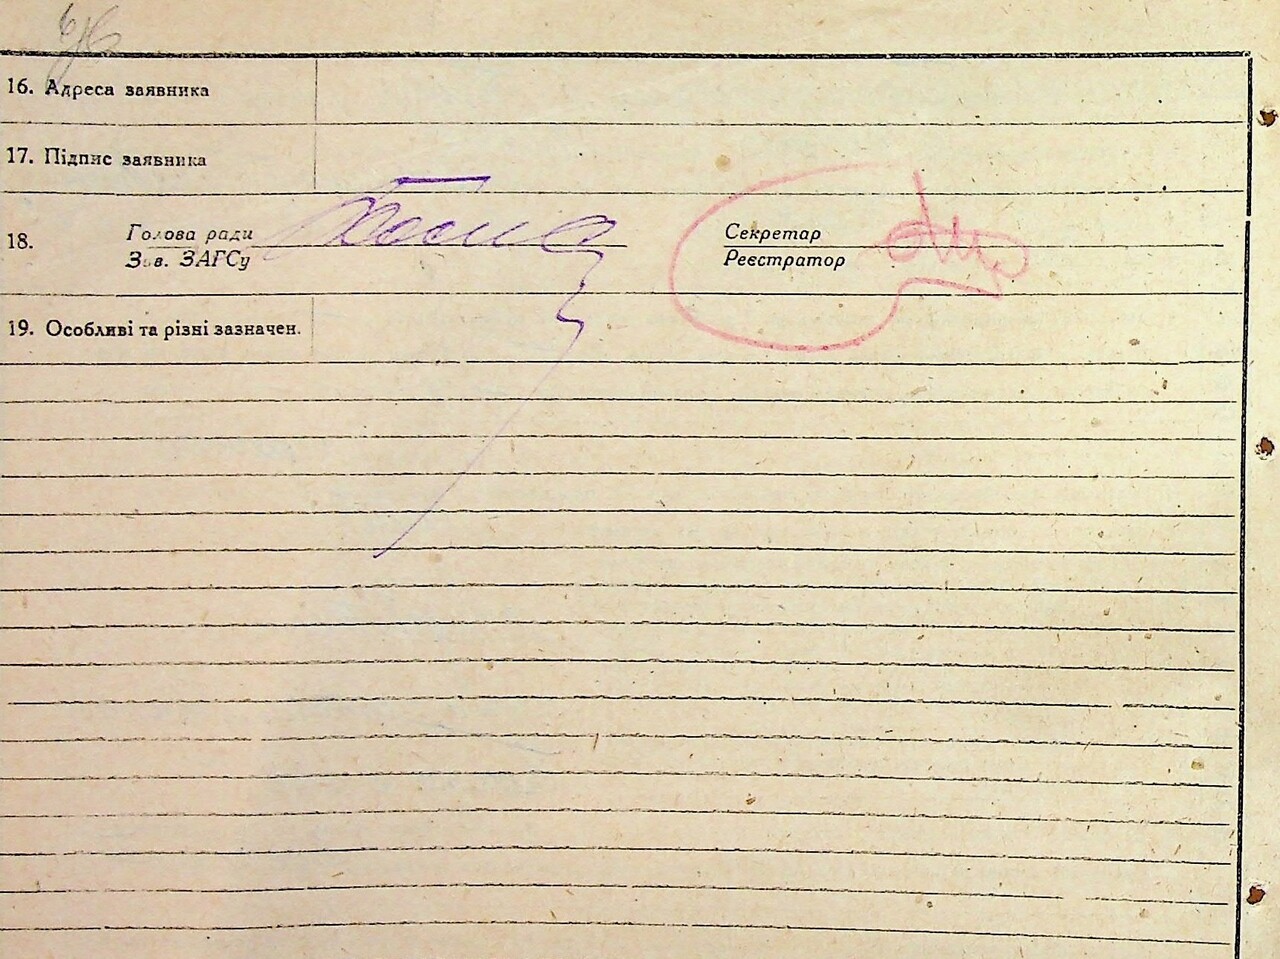 16. Адреса заявника
17. Підпис заявника
18. Голова ради Секретар
Зав. ЗАГСу Реєстратор
19. Особливі та різні зазначен.